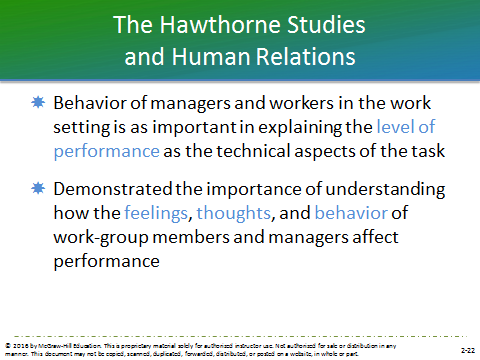 The Hawthorne Studies
and Human Relations
Behavior of managers and workers in the work
setting is as important in explaining the level of
performance as the technical aspects of the task
Demonstrated the importance of understanding
how the feelings, thoughts, and behavior of
work-group members and managers affect
performance
© 2016 by McGraw-Hill Education. This is proprietary material solely for authorized instructor use. Not authorized for sale or distribution in any
manner. This document may not be copied, scanned, duplicated, forwarded, distributed, or posted on a website, in whole or part.
2-22